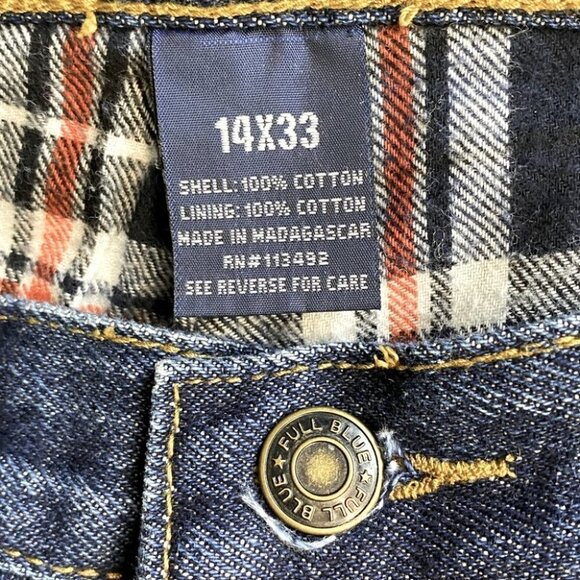 14X33
SHELL: 100% COTTON
LINING: 100% COTTON
MADE IN MADAGASCAR
RN#113492
SEE REVERSE FOR CARE
★FULL BLUE★
FULL BLUE